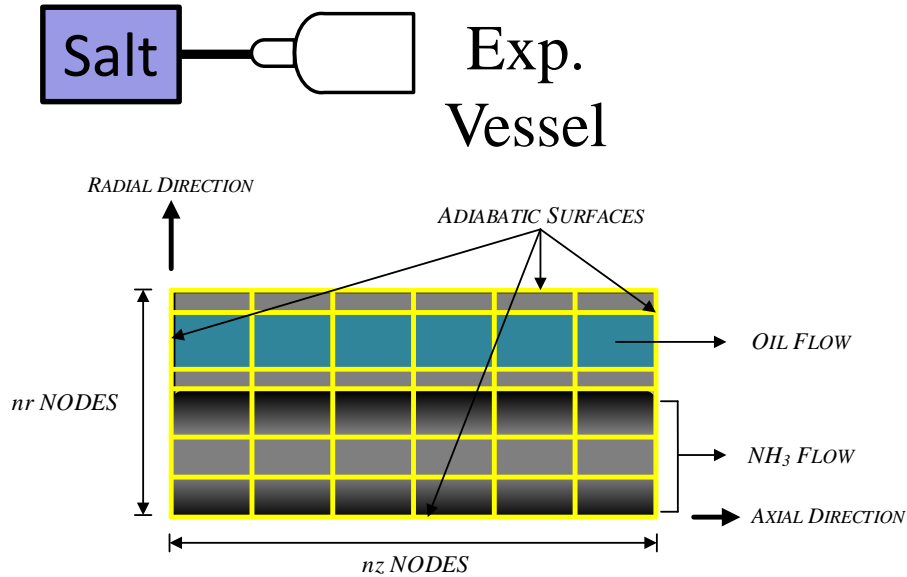 Salt
Exp.
Vessel
RADIAL DIRECTION
ADIABATIC SURFACES
OIL FLOW
nr NODES
NH₃ FLOW
AXIAL DIRECTION
nz NODES